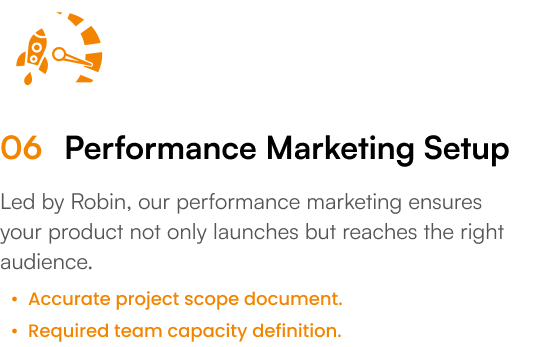 06 Performance Marketing Setup
Led by Robin, our performance marketing ensures
your product not only launches but reaches the right
audience.
• Accurate project scope document.
• Required team capacity definition.